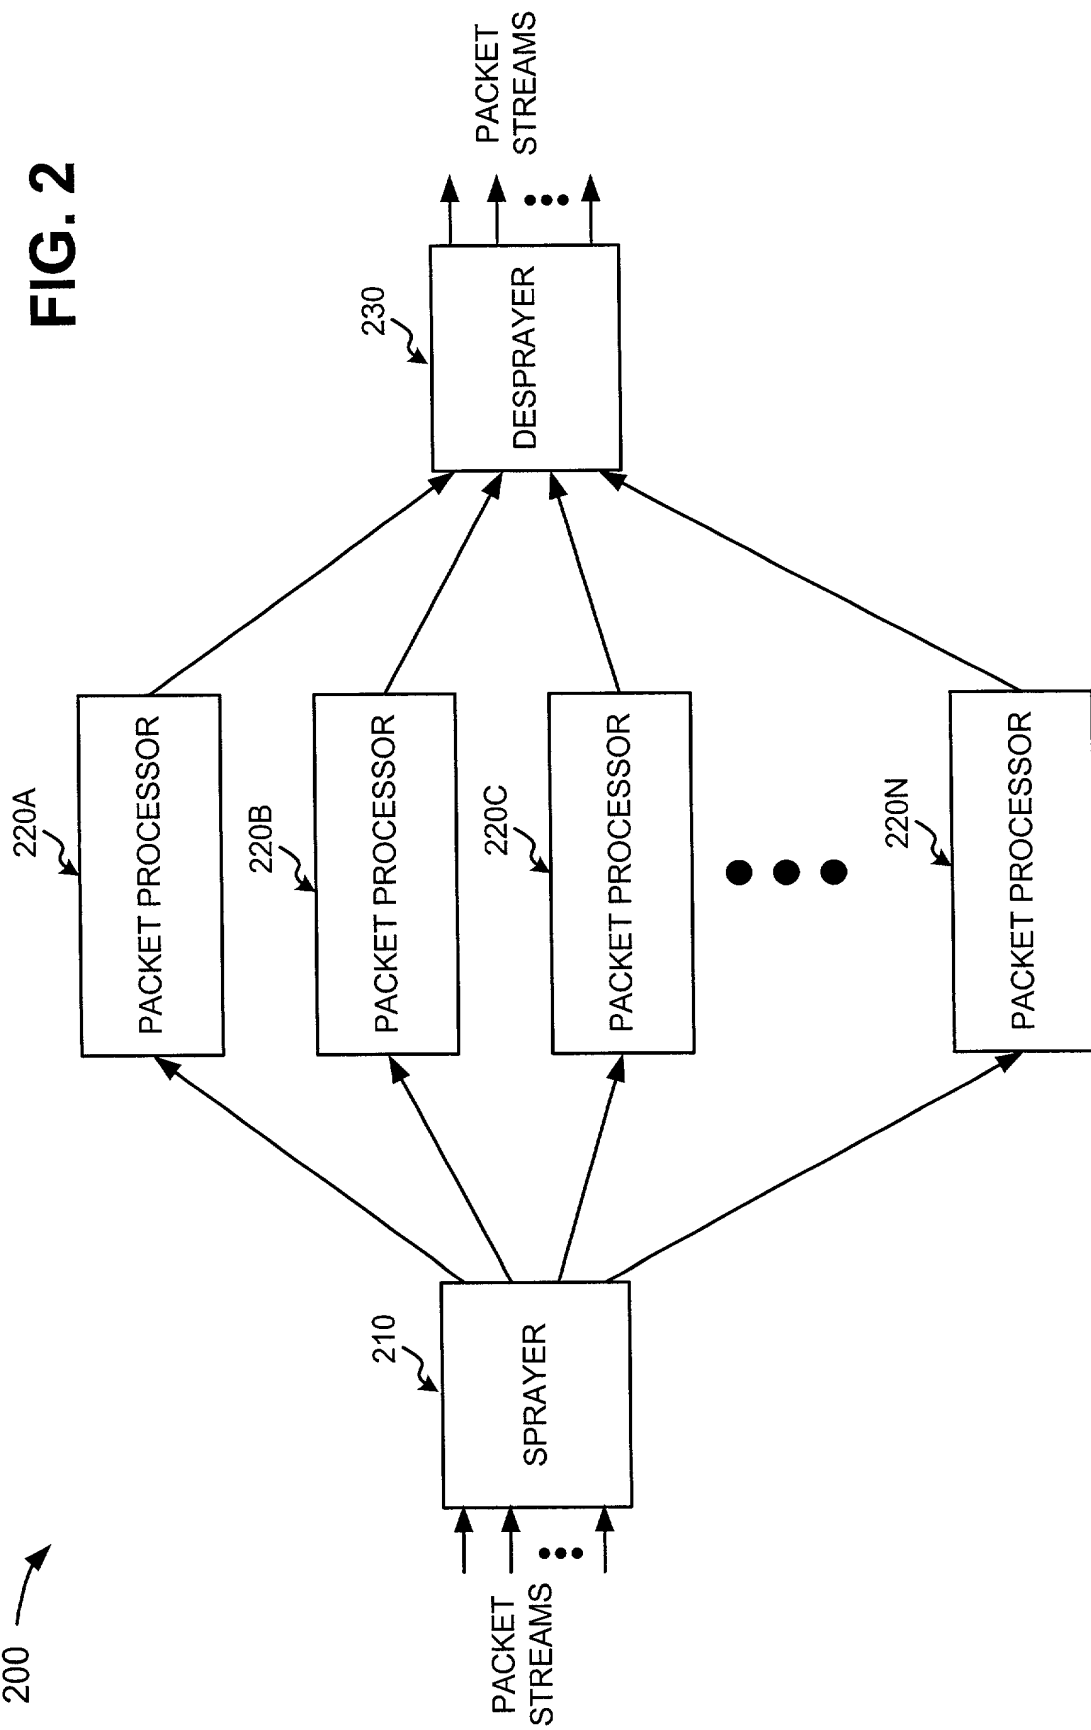 FIG. 2
200
PACKET
STREAMS
210
SPRAYER
220A
PACKET PROCESSOR
220B
PACKET PROCESSOR
220C
PACKET PROCESSOR
220N
PACKET PROCESSOR
230
DESPRAYER
PACKET
STREAMS